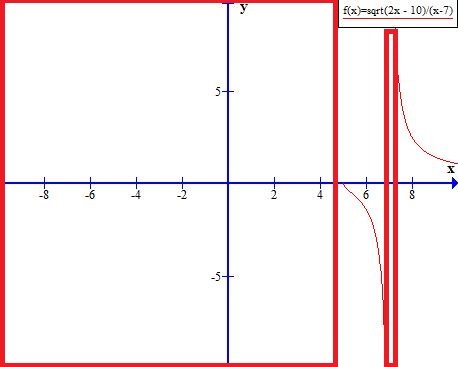 y
f(x)=sqrt(2x - 10)/(x-7)
5
x
-8 -6 -4 -2 2 4 6 8
-5